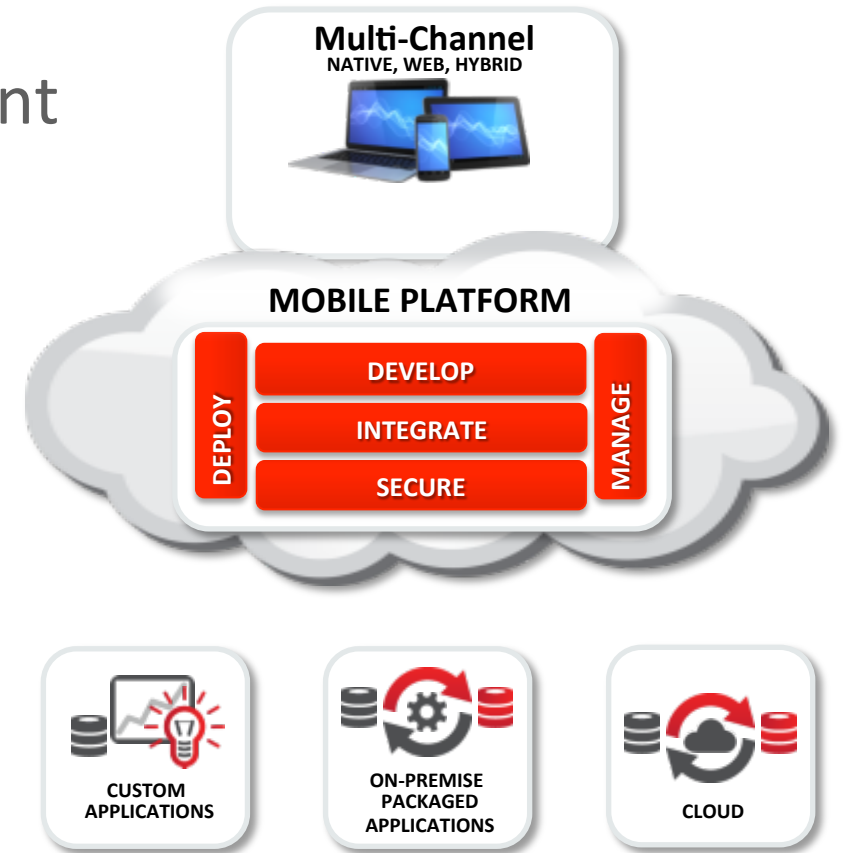 nt
Multi-Channel
NATIVE, WEB, HYBRID
MOBILE PLATFORM
DEPLOY
DEVELOP
INTEGRATE
SECURE
MANAGE
CUSTOM
APPLICATIONS
ON-PREMISE
PACKAGED
APPLICATIONS
CLOUD